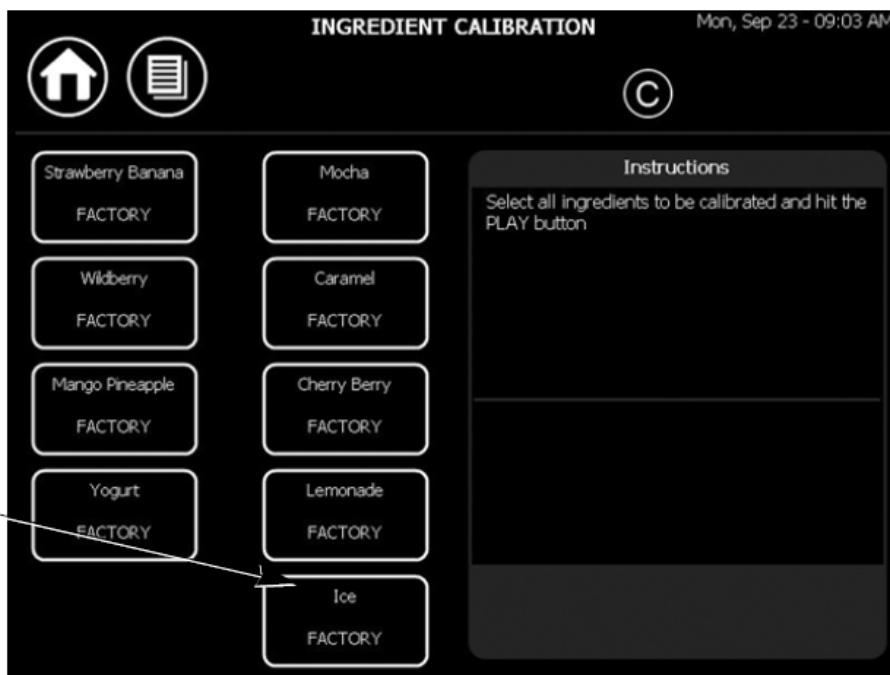 INGREDIENT CALIBRATION
Mon, Sep 23 - 09:03 AM
C
Strawberry Banana
FACTORY
Mocha
FACTORY
Wildberry
FACTORY
Caramel
FACTORY
Mango Pineapple
FACTORY
Cherry Berry
FACTORY
Yogurt
FACTORY
Lemonade
FACTORY
Ice
FACTORY
Instructions
Select all ingredients to be calibrated and hit the
PLAY button